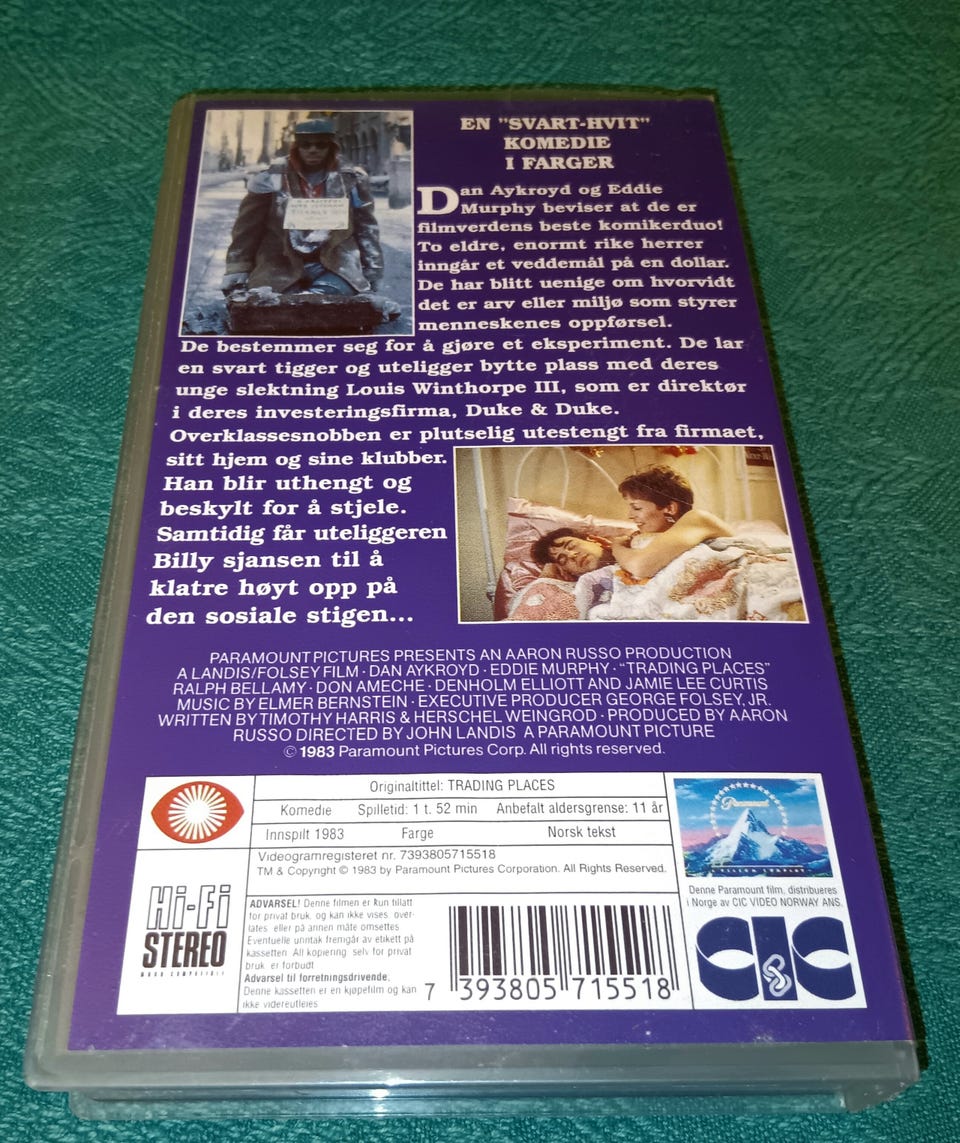 EN "SVART-HVIT"
KOMEDIE
I FARGER
Dan Aykroyd og Eddie
Murphy beviser at de er
filmverdens beste komikerduo!
To eldre, enormt rike herrer
inngår et veddemål på en dollar.
De har blitt uenige om hvorvidt
det er arv eller miljø som styrer
menneskenes oppførsel.
De bestemmer seg for å gjøre et eksperiment. De lar
en svart tigger og uteligger bytte plass med deres
unge slektning Louis Winthorpe III, som er direktør
i deres investeringsfirma, Duke & Duke.
Overklassesnobben er plutselig utestengt fra firmaet,
sitt hjem og sine klubber.
Han blir uthengt og
beskylt for å stjele.
Samtidig får uteliggeren
Billy sjansen til å
klatre høyt opp på
den sosiale stigen...
PARAMOUNT PICTURES PRESENTS AN AARON RUSSO PRODUCTION
A LANDIS/FOLSEY FILM · DAN AYKROYD · EDDIE MURPHY · "TRADING PLACES"
RALPH BELLAMY · DON AMECHE · DENHOLM ELLIOTT AND JAMIE LEE CURTIS
MUSIC BY ELMER BERNSTEIN · EXECUTIVE PRODUCER GEORGE FOLSEY, JR.
WRITTEN BY TIMOTHY HARRIS & HERSCHEL WEINGROD · PRODUCED BY AARON
RUSSO DIRECTED BY JOHN LANDIS A PARAMOUNT PICTURE
© 1983 Paramount Pictures Corp. All rights reserved.
Originaltittel: TRADING PLACES
Komedie Spilletid: 1 t. 52 min Anbefalt aldersgrense: 11 år
Innspilt 1983 Farge Norsk tekst
Videogramregisteret nr. 7393805715518
TM & Copyright © 1983 by Paramount Pictures Corporation. All Rights Reserved.
Hi-Fi
STEREO
ADVARSEL! Denne filmen er kun tillatt
for privat bruk, og kan ikke vises, over-
lates eller på annen måte omsettes
Eventuelle unntak fremgår av etikett på
kassetten. All kopiering selv for privat
bruk er forbudt
Advarsel til forretningsdrivende.
Denne kassetten er en kjøpefilm og kan
ikke videreutleies
7 393805 715518
Paramount
Denne Paramount film, distribueres
i Norge av CIC VIDEO NORWAY ANS.
CIC